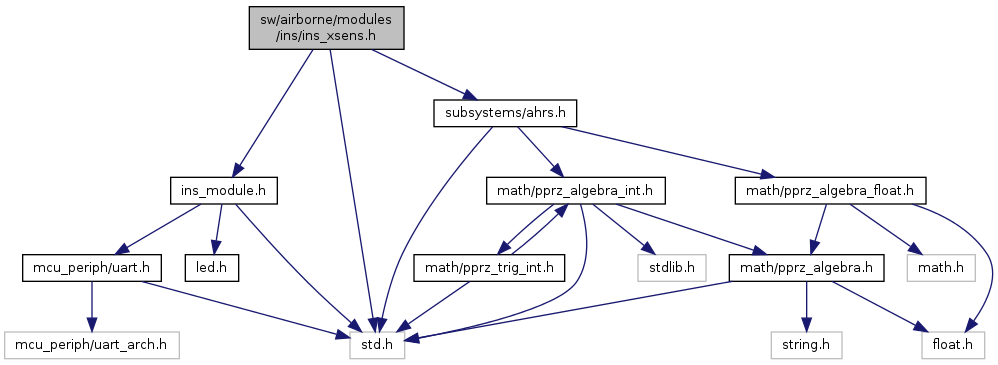 sw/airborne/modules
/ins/ins_xsens.h
subsystems/ahrs.h
ins_module.h
math/pprz_algebra_int.h
math/pprz_algebra_float.h
mcu_periph/uart.h
led.h
math/pprz_trig_int.h
stdlib.h
math/pprz_algebra.h
math.h
mcu_periph/uart_arch.h
std.h
string.h
float.h